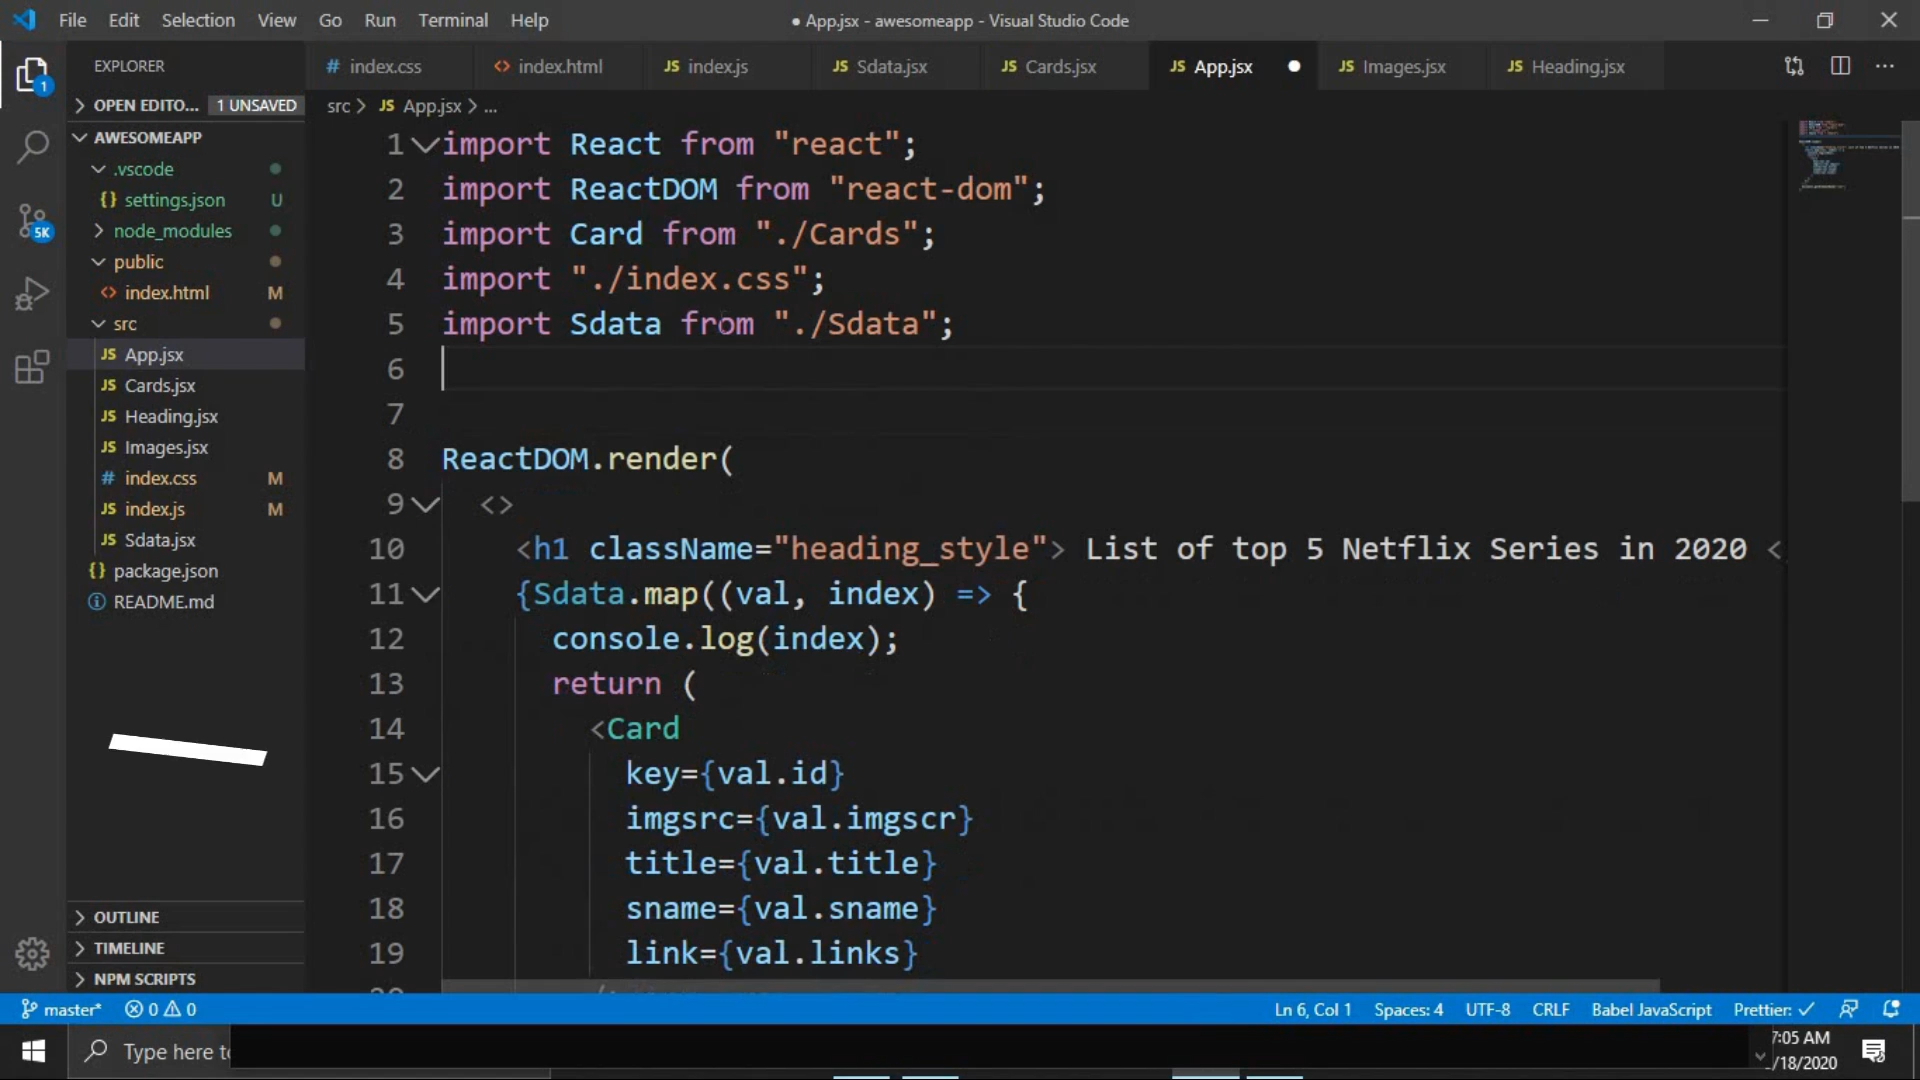 File Edit Selection View Go Run Terminal Help
● App.jsx - awesomeapp - Visual Studio Code
EXPLORER
# index.css
<> index.html
JS index.js
JS Sdata.jsx
JS Cards.jsx
JS App.jsx
JS Images.jsx
JS Heading.jsx
OPEN EDITO... 1 UNSAVED
src > JS App.jsx > ...
AWESOMEAPP
.vscode
{} settings.json U
node_modules
public
<> index.html M
src
JS App.jsx
JS Cards.jsx
JS Heading.jsx
JS Images.jsx
# index.css M
JS index.js M
JS Sdata.jsx
{} package.json
README.md
OUTLINE
TIMELINE
NPM SCRIPTS
1
5K
1 import React from "react";
2 import ReactDOM from "react-dom";
3 import Card from "./Cards";
4 import "./index.css";
5 import Sdata from "./Sdata";
6
7
8 ReactDOM.render(
9 <>
10 <h1 className="heading_style"> List of top 5 Netflix Series in 2020 <
11 {Sdata.map((val, index) => {
12 console.log(index);
13 return (
14 <Card
15 key={val.id}
16 imgsrc={val.imgscr}
17 title={val.title}
18 sname={val.sname}
19 link={val.links}
master* 0 0
Ln 6, Col 1 Spaces: 4 UTF-8 CRLF Babel JavaScript Prettier: ✓
Type here to
7:05 AM
/18/2020